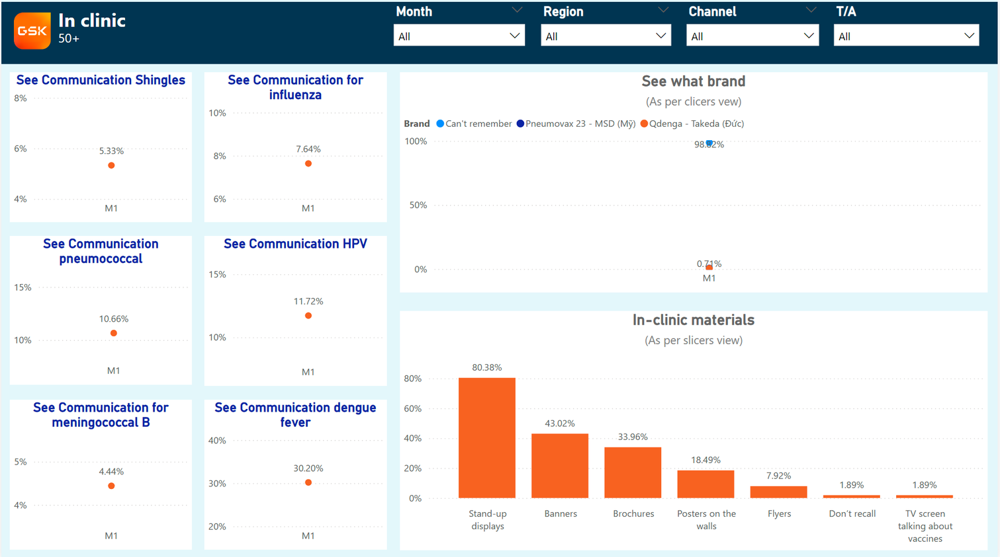 GSK
In clinic
50+
Month
All
Region
All
Channel
All
T/A
All
See Communication Shingles
8%
6%
4%
5.33%
M1
See Communication for
influenza
10%
8%
6%
7.64%
M1
See Communication
pneumococcal
15%
10%
10.66%
M1
See Communication HPV
15%
10%
11.72%
M1
See Communication for
meningococcal B
5%
4%
4.44%
M1
See Communication dengue
fever
40%
30%
20%
30.20%
M1
See what brand
(As per clicers vew)
Brand Can't remember Pneumovax 23 - MSD (Mỹ) Qdenga - Takeda (Đức)
100%
50%
0%
98.82%
0.71%
M1
In-clinic materials
(As per slicers view)
80%
60%
40%
20%
0%
80.38%
43.02%
33.96%
18.49%
7.92%
1.89%
1.89%
Stand-up
displays
Banners
Brochures
Posters on the
walls
Flyers
Don’t recall
TV screen
talking about
vaccines